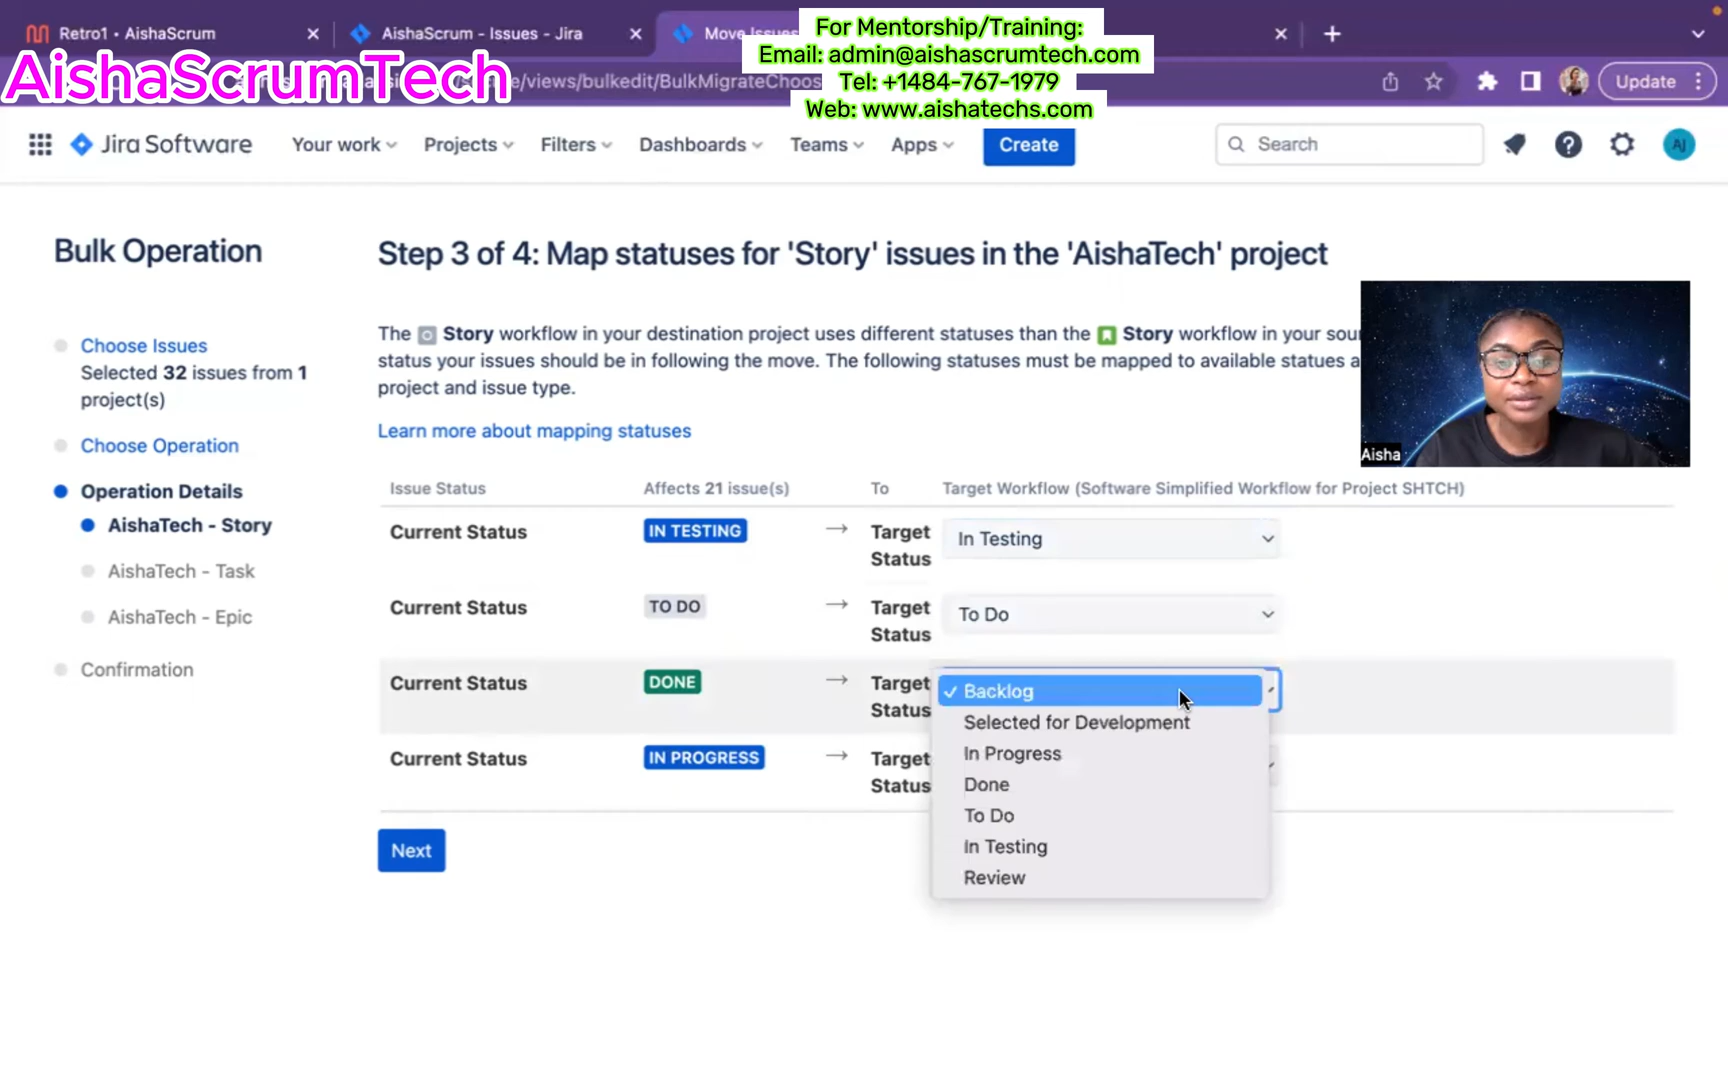 Retro1 • AishaScrum
AishaScrum - Issues - Jira
Move Issues
For Mentorship/Training:
Email: admin@aishascrumtech.com
Tel: +1484-767-1979
Web: www.aishatechs.com
AishaScrumTech
e/views/bulkedit/BulkMigrateChoos
Update
Jira Software
Your work
Projects
Filters
Dashboards
Teams
Apps
Create
Search
AJ
Bulk Operation
Choose Issues
Selected 32 issues from 1
project(s)
Choose Operation
Operation Details
AishaTech - Story
AishaTech - Task
AishaTech - Epic
Confirmation
Step 3 of 4: Map statuses for 'Story' issues in the 'AishaTech' project
The Story workflow in your destination project uses different statuses than the Story workflow in your sour
status your issues should be in following the move. The following statuses must be mapped to available statues a
project and issue type.
Learn more about mapping statuses
Aisha
Issue Status Affects 21 issue(s) To Target Workflow (Software Simplified Workflow for Project SHTCH)
Current Status IN TESTING → Target Status In Testing
Current Status TO DO → Target Status To Do
Current Status DONE → Target Status
Current Status IN PROGRESS → Target Status
✓ Backlog
Selected for Development
In Progress
Done
To Do
In Testing
Review
Next